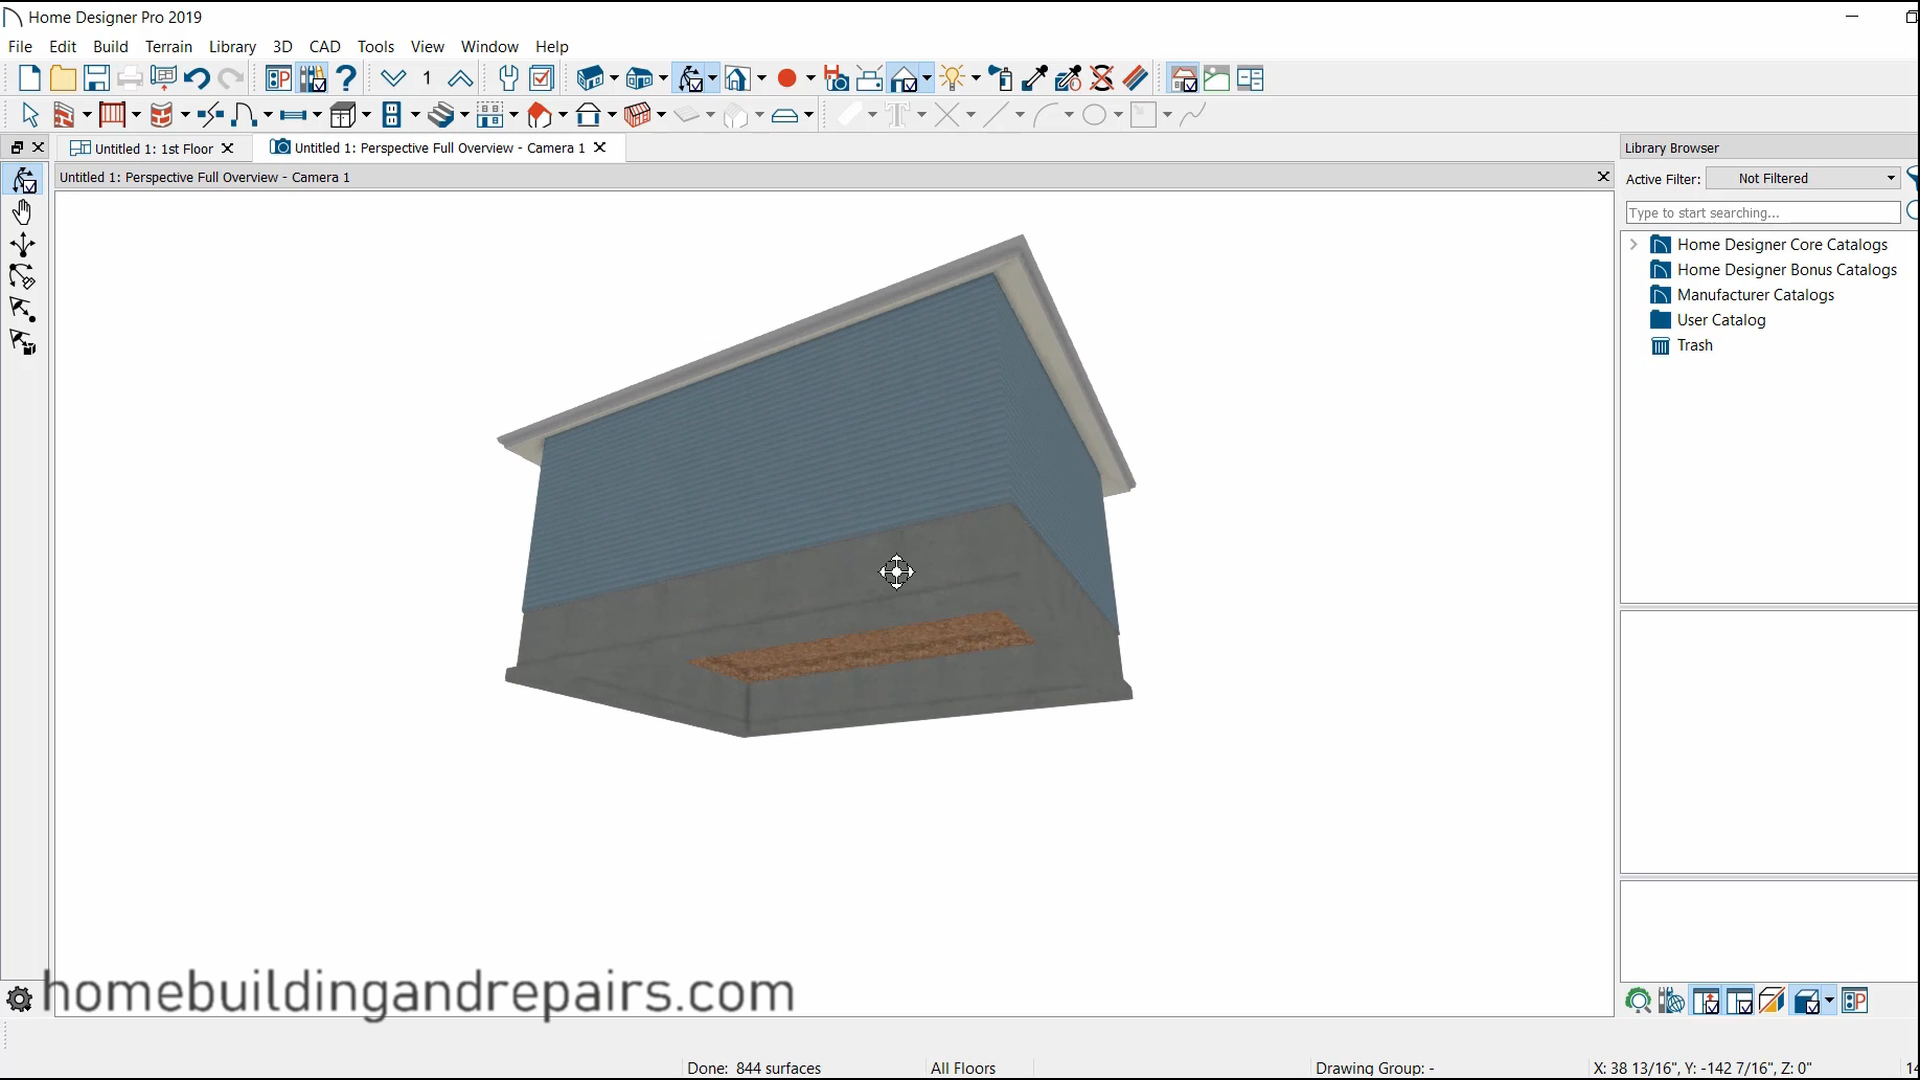 Home Designer Pro 2019
File Edit Build Terrain Library 3D CAD Tools View Window Help
1
Untitled 1: 1st Floor
Untitled 1: Perspective Full Overview - Camera 1
Untitled 1: Perspective Full Overview - Camera 1
Library Browser
Active Filter: Not Filtered
Type to start searching...
Home Designer Core Catalogs
Home Designer Bonus Catalogs
Manufacturer Catalogs
User Catalog
Trash
homebuildingandrepairs.com
Done: 844 surfaces All Floors Drawing Group: - X: 38 13/16", Y: -142 7/16", Z: 0"